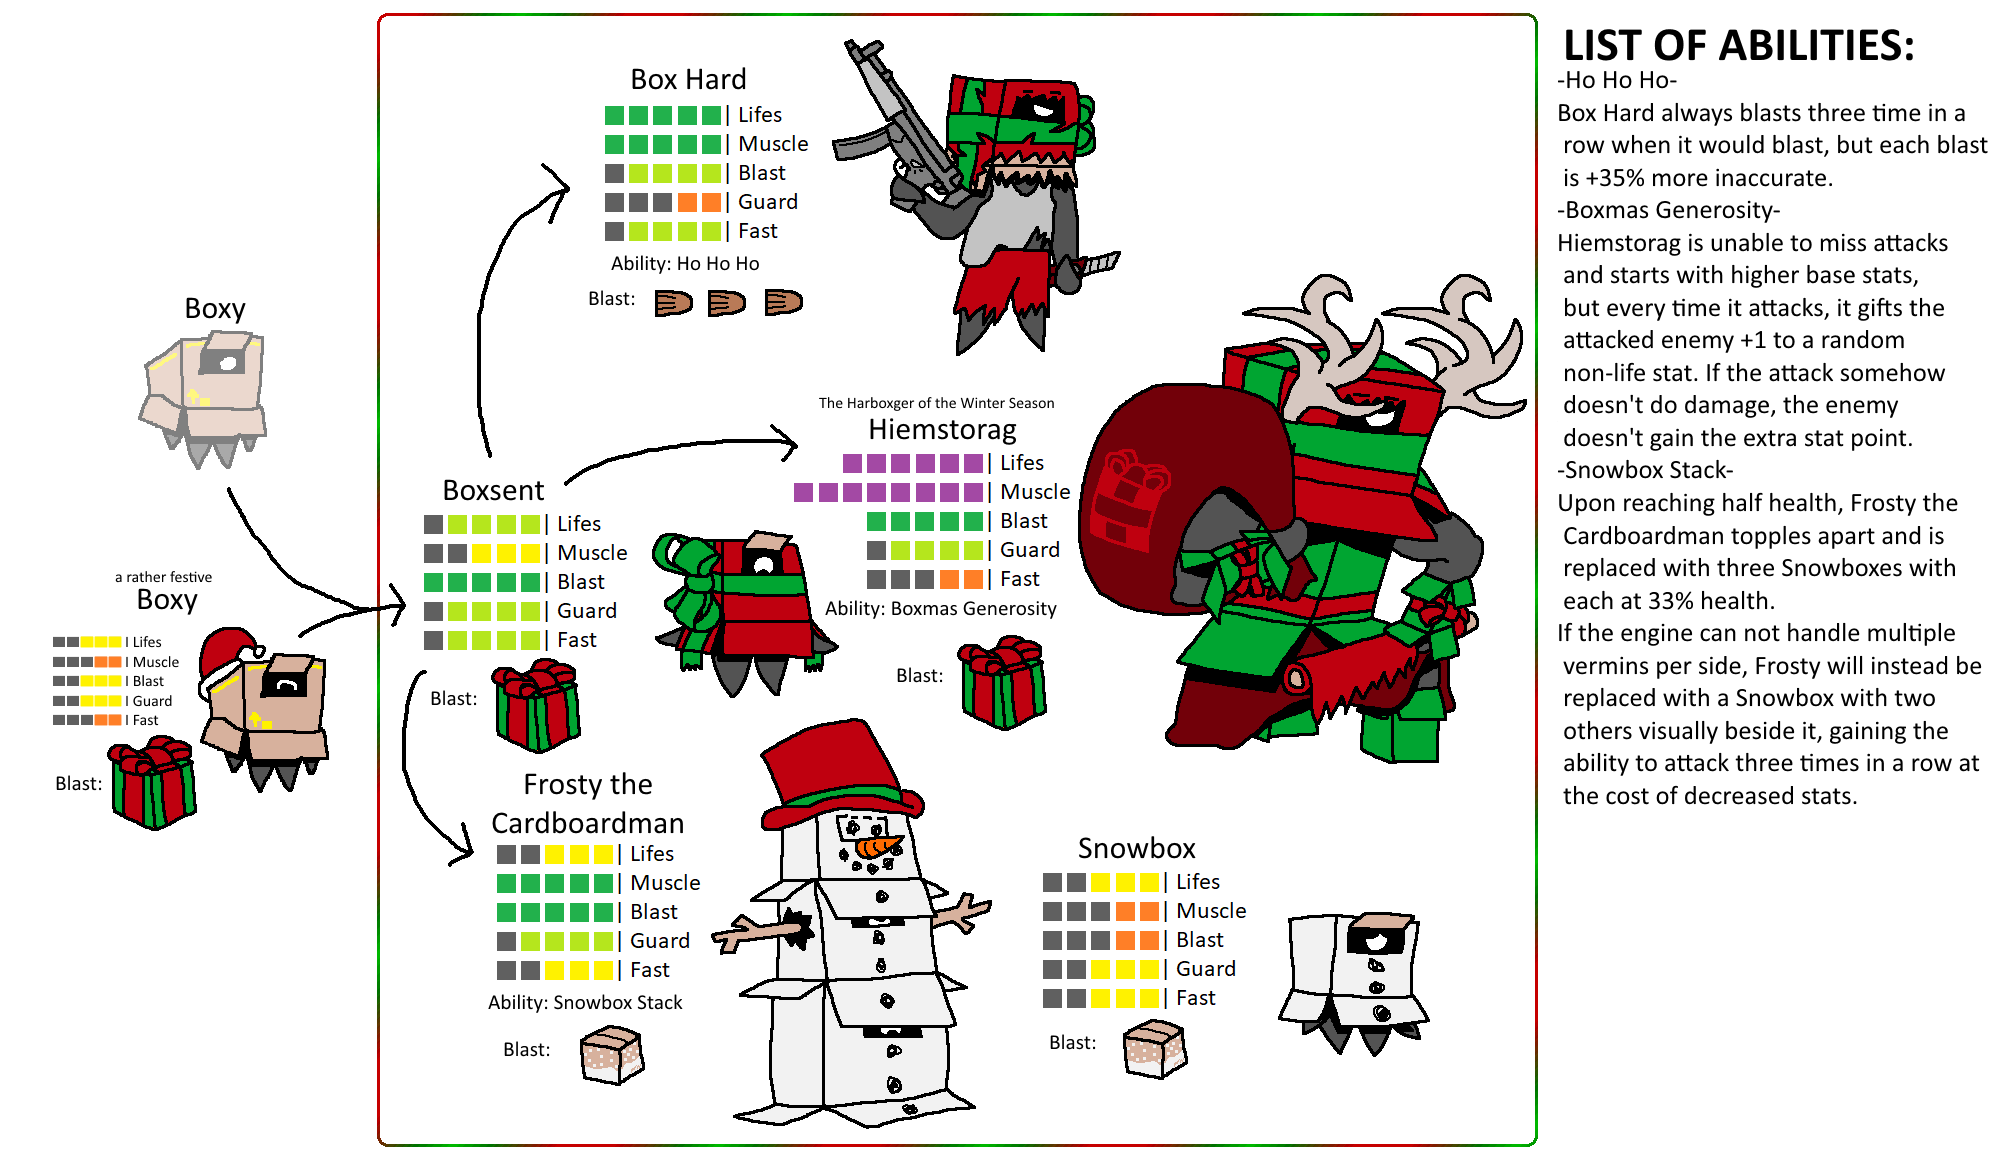 Boxy
a rather festive
Boxy
| Lifes
| Muscle
| Blast
| Guard
| Fast
Blast:
Box Hard
| Lifes
| Muscle
| Blast
| Guard
| Fast
Ability: Ho Ho Ho
Blast:
Boxsent
| Lifes
| Muscle
| Blast
| Guard
| Fast
Blast:
The Harboxger of the Winter Season
Hiemstorag
| Lifes
| Muscle
| Blast
| Guard
| Fast
Ability: Boxmas Generosity
Blast:
Frosty the
Cardboardman
| Lifes
| Muscle
| Blast
| Guard
| Fast
Ability: Snowbox Stack
Blast:
Snowbox
| Lifes
| Muscle
| Blast
| Guard
| Fast
Blast:
LIST OF ABILITIES:
-Ho Ho Ho-
Box Hard always blasts three time in a
row when it would blast, but each blast
is +35% more inaccurate.
-Boxmas Generosity-
Hiemstorag is unable to miss attacks
and starts with higher base stats,
but every time it attacks, it gifts the
attacked enemy +1 to a random
non-life stat. If the attack somehow
doesn't do damage, the enemy
doesn't gain the extra stat point.
-Snowbox Stack-
Upon reaching half health, Frosty the
Cardboardman topples apart and is
replaced with three Snowboxes with
each at 33% health.
If the engine can not handle multiple
vermins per side, Frosty will instead be
replaced with a Snowbox with two
others visually beside it, gaining the
ability to attack three times in a row at
the cost of decreased stats.